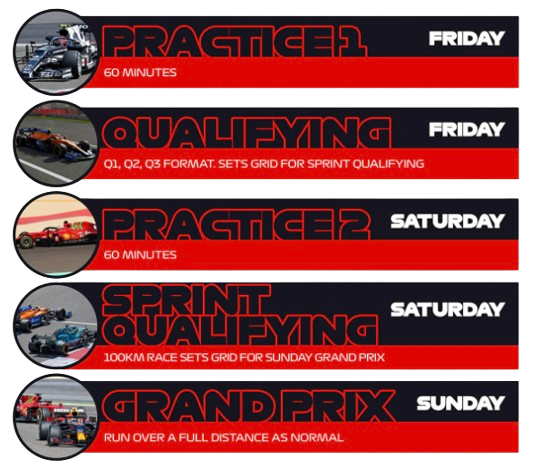 PRACTICE 1
FRIDAY
60 MINUTES
QUALIFYING
FRIDAY
Q1, Q2, Q3 FORMAT. SETS GRID FOR SPRINT QUALIFYING
PRACTICE 2
SATURDAY
60 MINUTES
SPRINT
QUALIFYING
SATURDAY
100KM RACE SETS GRID FOR SUNDAY GRAND PRIX
GRAND PRIX
SUNDAY
RUN OVER A FULL DISTANCE AS NORMAL